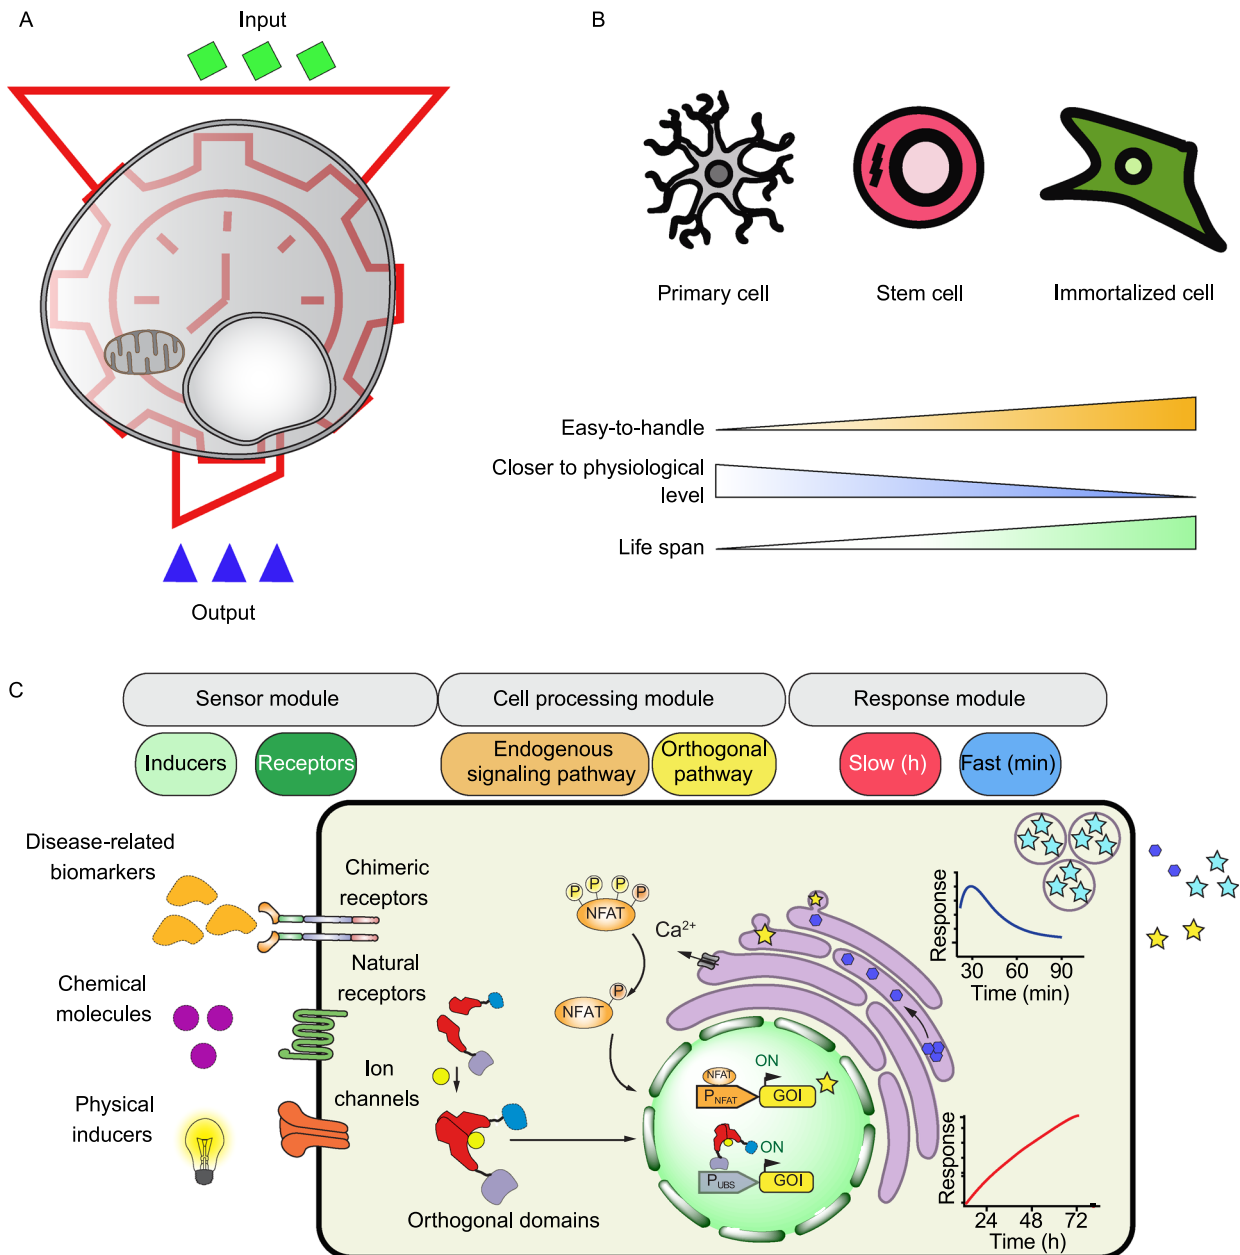 A
Input
Output
B
Primary cell
Stem cell
Immortalized cell
Easy-to-handle
Closer to physiological
level
Life span
C
Sensor module
Cell processing module
Response module
Inducers
Receptors
Endogenous
signaling pathway
Orthogonal
pathway
Slow (h)
Fast (min)
Disease-related
biomarkers
Chemical
molecules
Physical
inducers
Chimeric
receptors
Natural
receptors
Ion
channels
Orthogonal domains
P P P P
NFAT
Ca2+
P
NFAT
ON
NFAT
PNFAT
GOI
ON
PUBS
GOI
Response
30 60 90
Time (min)
Response
24 48 72
Time (h)